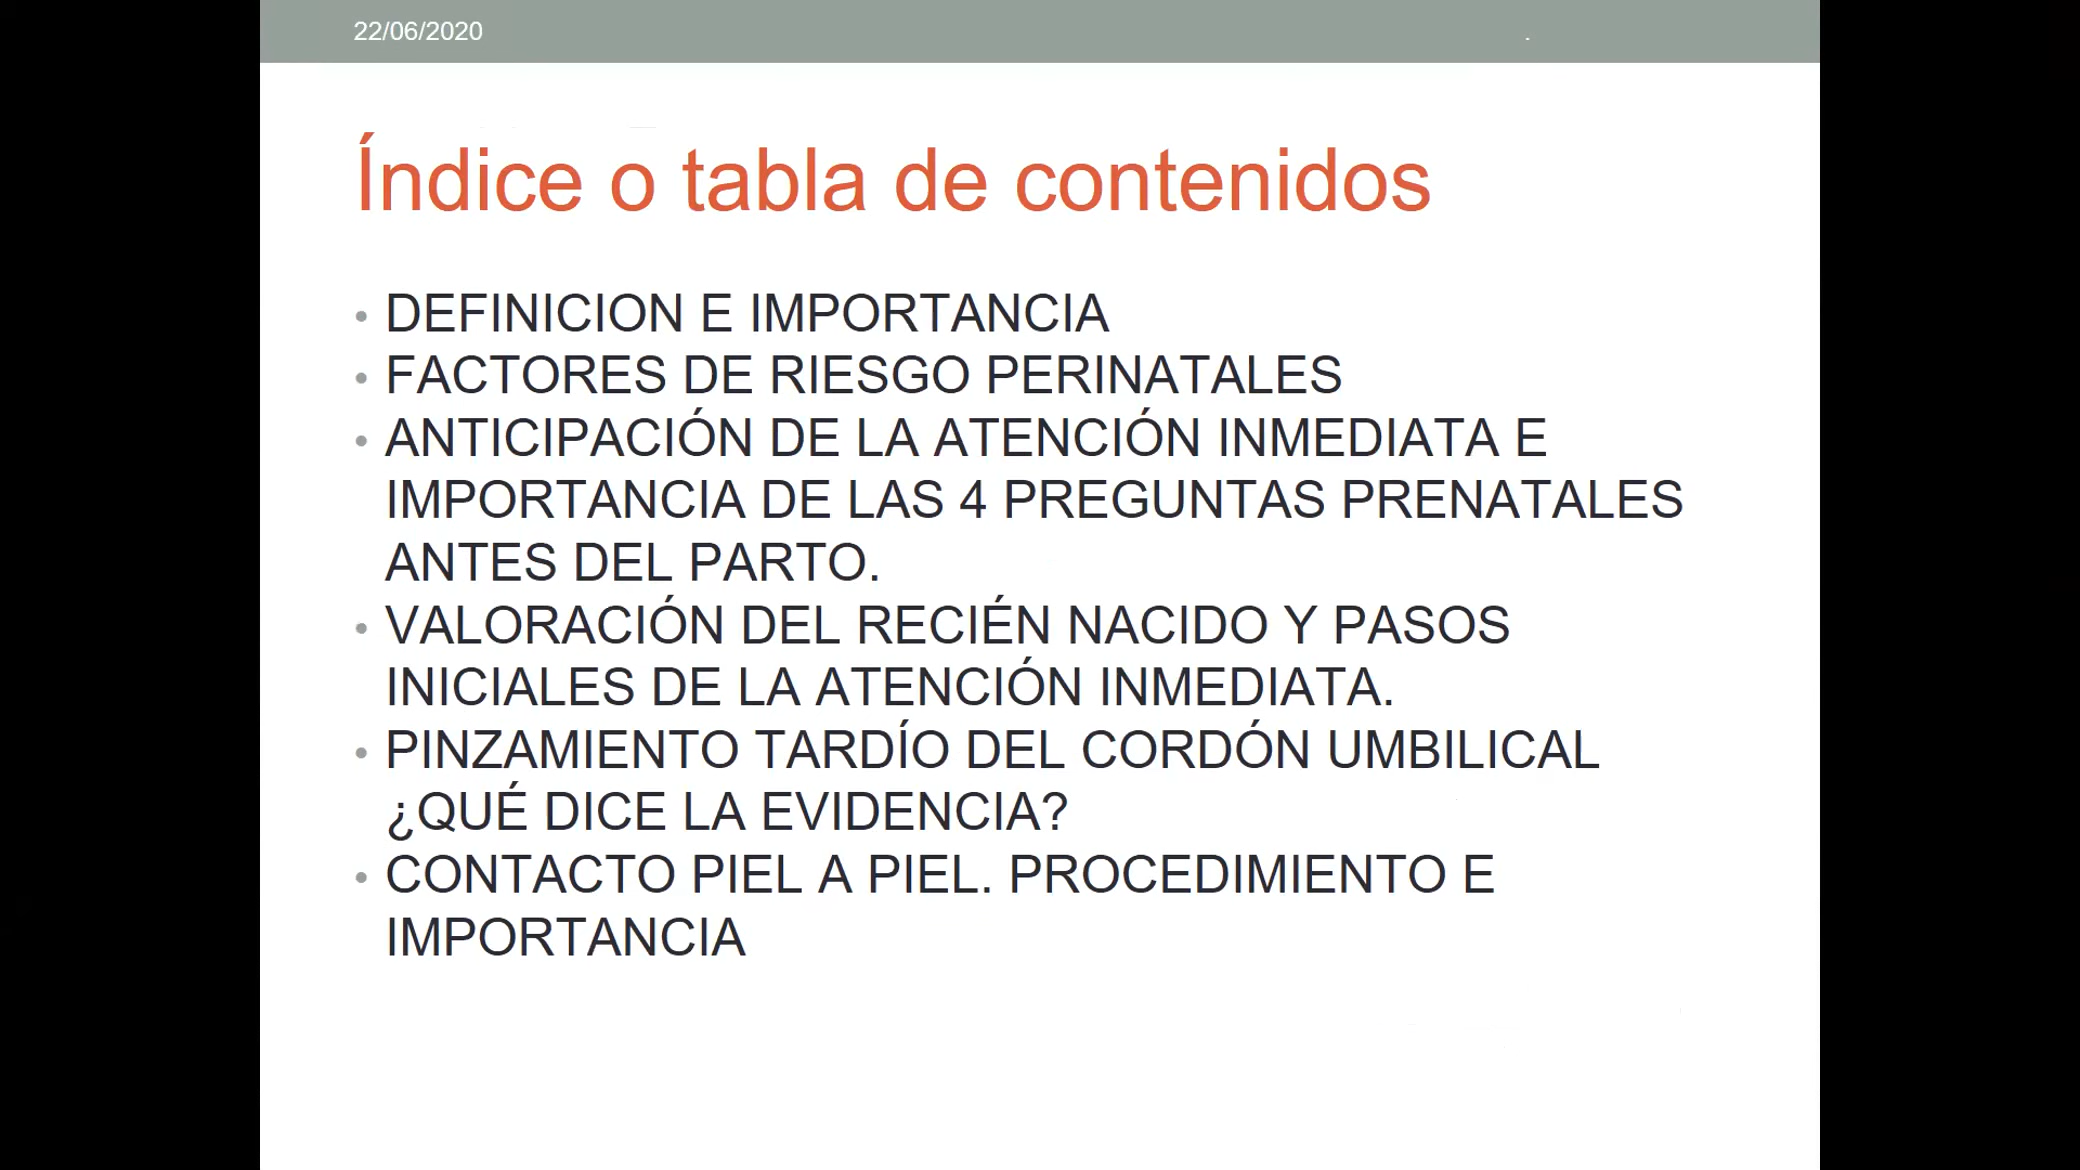 22/06/2020
Índice o tabla de contenidos
• DEFINICION E IMPORTANCIA
• FACTORES DE RIESGO PERINATALES
• ANTICIPACIÓN DE LA ATENCIÓN INMEDIATA E
IMPORTANCIA DE LAS 4 PREGUNTAS PRENATALES
ANTES DEL PARTO.
• VALORACIÓN DEL RECIÉN NACIDO Y PASOS
INICIALES DE LA ATENCIÓN INMEDIATA.
• PINZAMIENTO TARDÍO DEL CORDÓN UMBILICAL
¿QUÉ DICE LA EVIDENCIA?
• CONTACTO PIEL A PIEL. PROCEDIMIENTO E
IMPORTANCIA